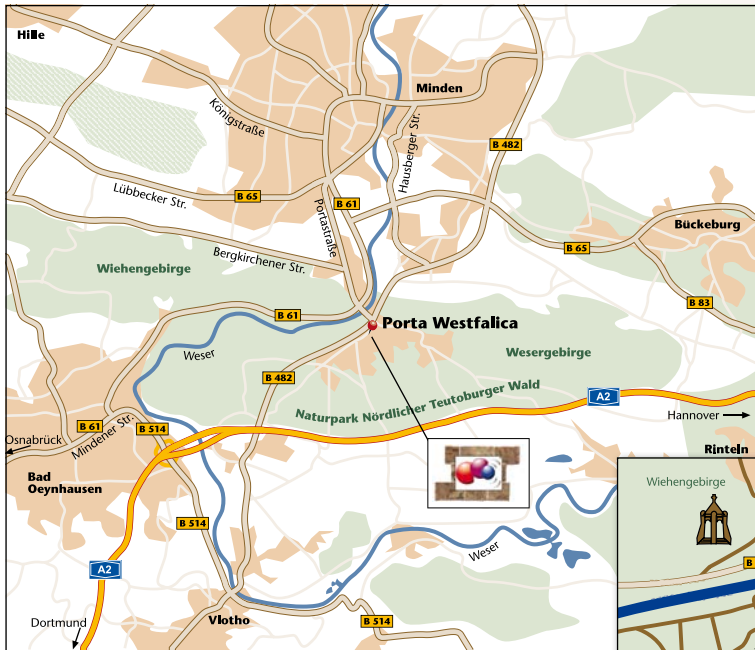 Hille
Minden
Königstraße
Hausberger Str.
B 482
Lübbecker Str.
B 65
Portastraße
B 61
Bückeburg
Bergkirchener Str.
B 65
Wiehengebirge
B 83
B 61
Porta Westfalica
Weser
Wesergebirge
B 482
Naturpark Nördlicher Teutoburger Wald
A2
Hannover
B 61
Mindener Str.
B 514
Osnabrück
Rinteln
Bad
Oeynhausen
Wiehengebirge
B 514
Weser
A2
B
Dortmund
Vlotho
B 514